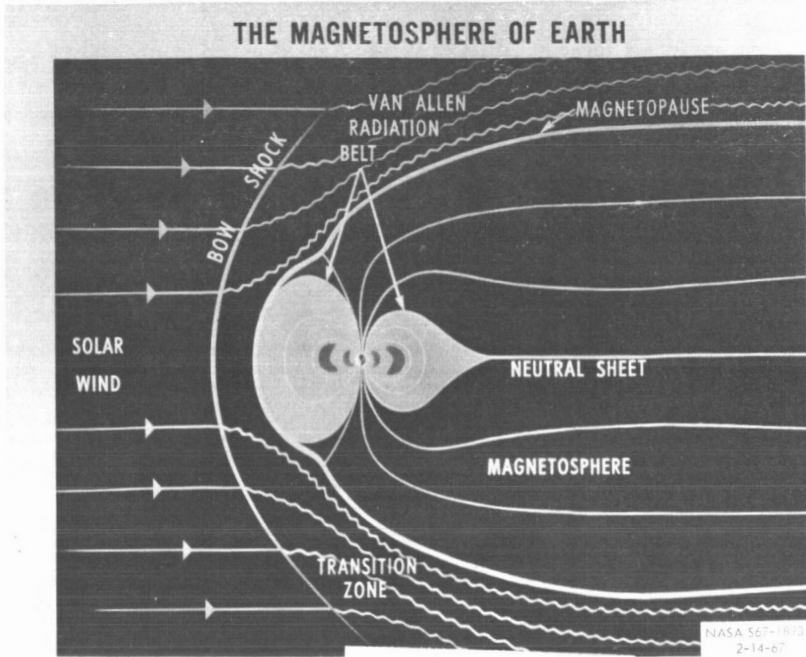 THE MAGNETOSPHERE OF EARTH
VAN ALLEN
RADIATION
BELT
MAGNETOPAUSE
BOW SHOCK
SOLAR
WIND
NEUTRAL SHEET
MAGNETOSPHERE
TRANSITION
ZONE
NASA
2-14-67